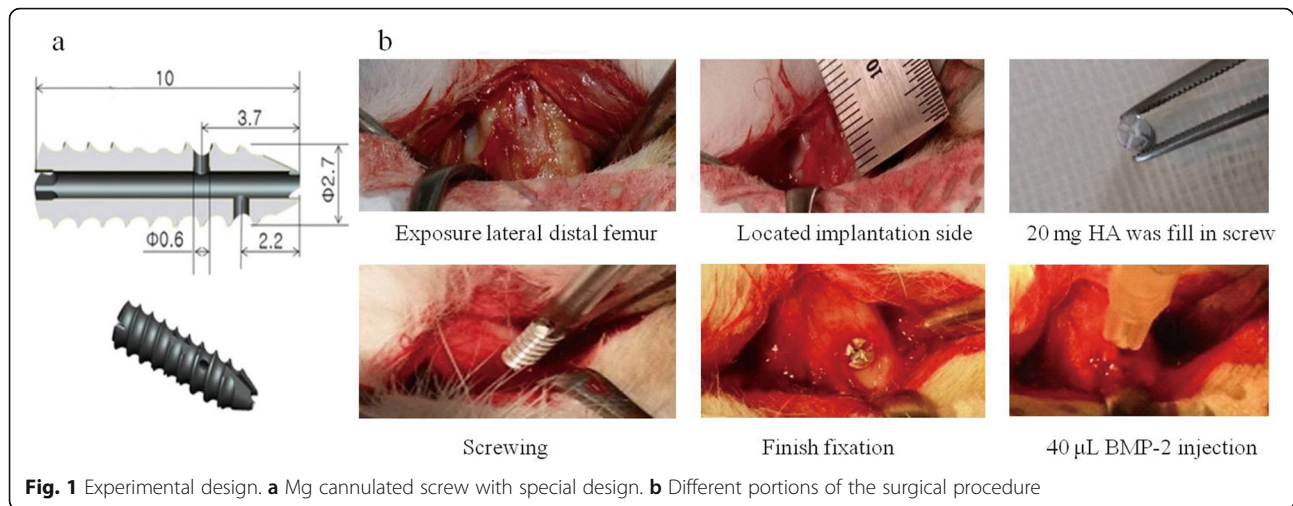 a
b
10
3.7
Φ2.7
Φ0.6
2.2
10
Exposure lateral distal femur
Located implantation side
20 mg HA was fill in screw
Screwing
Finish fixation
40 μL BMP-2 injection
Fig. 1 Experimental design. a Mg cannulated screw with special design. b Different portions of the surgical procedure